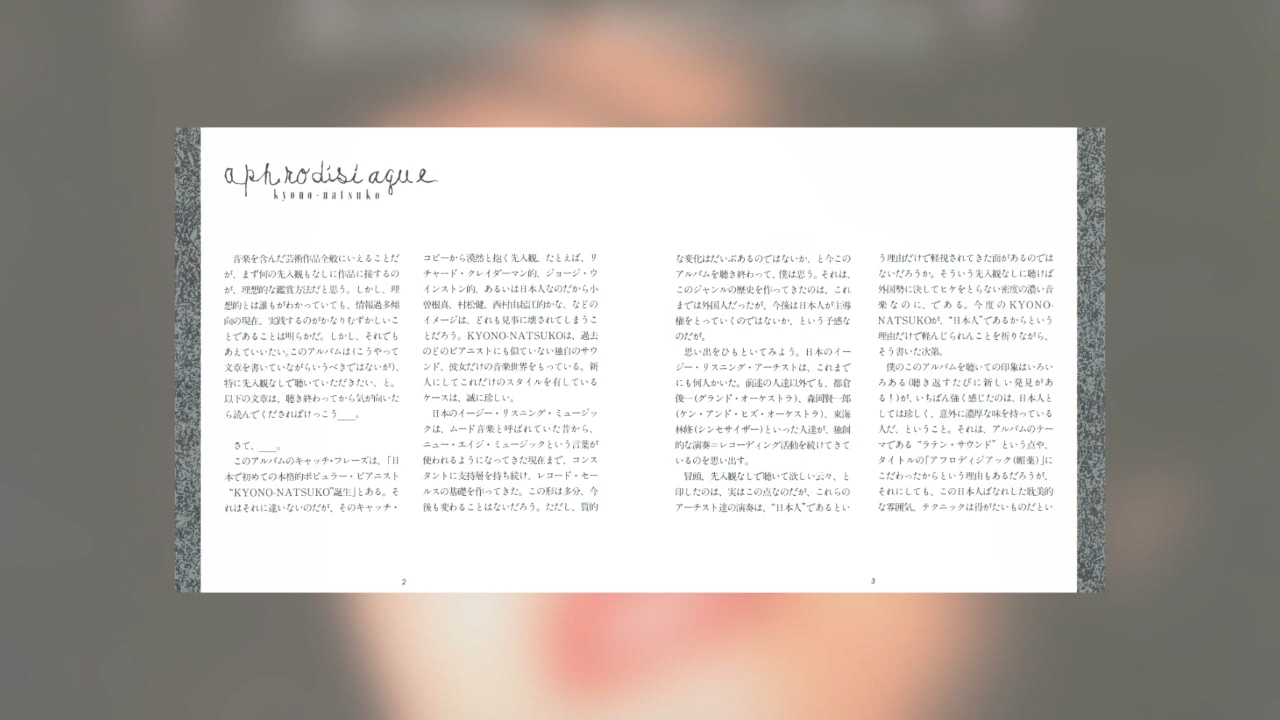 aphrodisiaque
kyono-natsuko
音楽を含んだ芸術作品全般にいえることだ
が、まず何の先入観もなしに作品に接するの
が、理想的な鑑賞方法だと思う。しかし、理
想的とは誰もがわかっていても、情報過多傾
向の現在、実践するのがかなりむずかしいこ
とであることは明らかだ。しかし、それでも
あえていいたい。このアルバムは(こうやって
文章を書いていながらいうべきではないが)、
特に先入観なしで聴いていただきたい、と。
以下の文章は、聴き終わってから気が向いた
ら読んでくださればけっこう___。
さて、___。
このアルバムのキャッチ・フレーズは、「日
本で初めての本格的ポピュラー・ピアニスト
“KYONO-NATSUKO”誕生」とある。そ
れはそれに違いないのだが、そのキャッチ・
コピーから漠然と抱く先入観、たとえば、リ
チャード・クレイダーマン的、ジョージ・ウ
インストン的、あるいは日本人なのだから小
曽根真、村松健、西村由起江的かな、などの
イメージは、どれも見事に壊されてしまうこ
とだろう。KYONO-NATSUKOは、過去
のどのピアニストにも似ていない独自のサウ
ンド、彼女だけの音楽世界をもっている。新
人にしてこれだけのスタイルを有している
ケースは、誠に珍しい。
日本のイージー・リスニング・ミュージッ
クは、ムード音楽と呼ばれていた昔から、
ニュー・エイジ・ミュージックという言葉が
使われるようになってきた現在まで、コンス
タントに支持層を持ち続け、レコード・セー
ルスの基礎を作ってきた。この形は多分、今
後も変わることはないだろう。ただし、質的
2
な変化はだいぶあるのではないか、と今この
アルバムを聴き終わって、僕は思う。それは、
このジャンルの歴史を作ってきたのは、これ
までは外国人だったが、今後は日本人が主導
権をとっていくのではないか、という予感な
のだが。
思い出をひもといてみよう。日本のイー
ジー・リスニング・アーチストは、これまで
にも何人かいた。前述の人達以外でも、都倉
俊一(グランド・オーケストラ)、森岡賢一郎
(ケン・アンド・ヒズ・オーケストラ)、東海
林修(シンセサイザー)といった人達が、独創
的な演奏=レコーディング活動を続けてきて
いるのを思い出す。
冒頭、先入観なしで聴いて欲しい云々、と
印したのは、実はこの点なのだが、これらの
アーチスト達の演奏は、“日本人”であるとい
う理由だけで軽視されてきた面があるのでは
ないだろうか。そういう先入観なしに聴けば
外国勢に決してヒケをとらない密度の濃い音
楽なのに、である。今度のKYONO-
NATSUKOが、“日本人”であるからという
理由だけで軽んじられんことを祈りながら、
そう書いた次第。
僕のこのアルバムを聴いての印象はいろい
ろある(聴き返すたびに新しい発見があ
る！)が、いちばん強く感じたのは、日本人と
しては珍しく、意外に濃厚な味を持っている
人だ、ということ。それは、アルバムのテー
マである“ラテン・サウンド”という点や、
タイトルの「アフロディジアック(媚薬)」に
こだわったからという理由もあるだろうが、
それにしても、この日本人ばなれした耽美的
な雰囲気、テクニックは得がたいものだとい
3